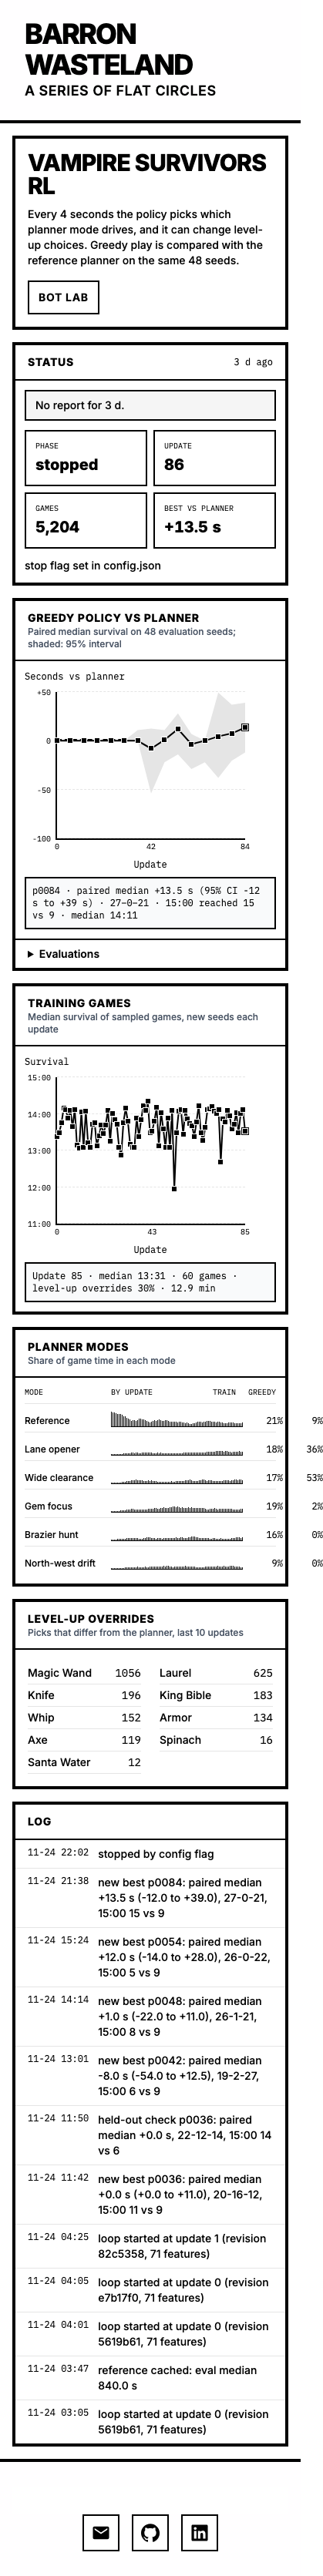 BARRON
WASTELAND
A SERIES OF FLAT CIRCLES
VAMPIRE SURVIVORS
RL
Every 4 seconds the policy picks which
planner mode drives, and it can change level-
up choices. Greedy play is compared with the
reference planner on the same 48 seeds.
BOT LAB
STATUS
3 d ago
No report for 3 d.
PHASE
stopped
UPDATE
86
GAMES
5,204
BEST VS PLANNER
+13.5 s
stop flag set in config.json
GREEDY POLICY VS PLANNER
Paired median survival on 48 evaluation seeds;
shaded: 95% interval
Seconds vs planner
+50
0
-50
-100
0 42 84
Update
p0084 · paired median +13.5 s (95% CI -12
s to +39 s) · 27-0-21 · 15:00 reached 15
vs 9 · median 14:11
▶ Evaluations
TRAINING GAMES
Median survival of sampled games, new seeds each
update
Survival
15:00
14:00
13:00
12:00
11:00
0 43 85
Update
Update 85 · median 13:31 · 60 games ·
level-up overrides 30% · 12.9 min
PLANNER MODES
Share of game time in each mode
MODE BY UPDATE TRAIN GREEDY
Reference 21% 9%
Lane opener 18% 36%
Wide clearance 17% 53%
Gem focus 19% 2%
Brazier hunt 16% 0%
North-west drift 9% 0%
LEVEL-UP OVERRIDES
Picks that differ from the planner, last 10 updates
Magic Wand 1056 Laurel 625
Knife 196 King Bible 183
Whip 152 Armor 134
Axe 119 Spinach 16
Santa Water 12
LOG
11-24 22:02 stopped by config flag
11-24 21:38 new best p0084: paired median
+13.5 s (-12.0 to +39.0), 27-0-21,
15:00 15 vs 9
11-24 15:24 new best p0054: paired median
+12.0 s (-14.0 to +28.0), 26-0-22,
15:00 5 vs 9
11-24 14:14 new best p0048: paired median
+1.0 s (-22.0 to +11.0), 26-1-21,
15:00 8 vs 9
11-24 13:01 new best p0042: paired median
-8.0 s (-54.0 to +12.5), 19-2-27,
15:00 6 vs 9
11-24 11:50 held-out check p0036: paired
median +0.0 s, 22-12-14, 15:00 14
vs 6
11-24 11:42 new best p0036: paired median
+0.0 s (+0.0 to +11.0), 20-16-12,
15:00 11 vs 9
11-24 04:25 loop started at update 1 (revision
82c5358, 71 features)
11-24 04:05 loop started at update 0 (revision
e7b17f0, 71 features)
11-24 04:01 loop started at update 0 (revision
5619b61, 71 features)
11-24 03:47 reference cached: eval median
840.0 s
11-24 03:05 loop started at update 0 (revision
5619b61, 71 features)